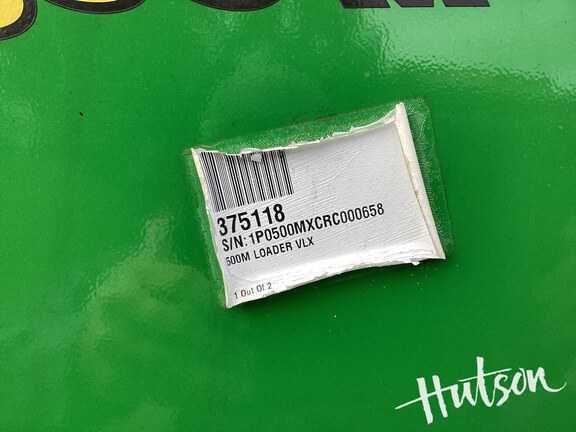 375118
S/N: 1P0500MXCRC000658
500M LOADER VLX
1 Out Of 2
Hutson